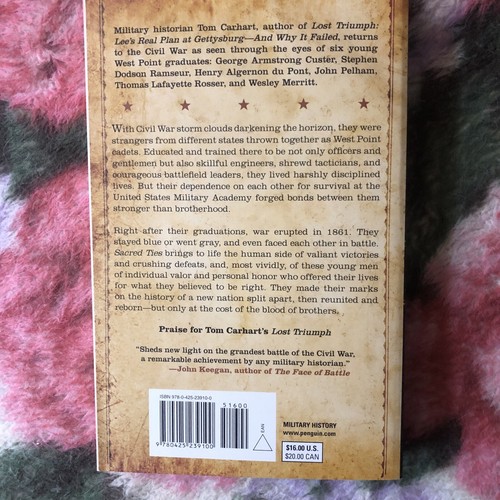 Military historian Tom Carhart, author of Lost Triumph:
Lee's Real Plan at Gettysburg—And Why It Failed, returns
to the Civil War as seen through the eyes of six young
West Point graduates: George Armstrong Custer, Stephen
Dodson Ramseur, Henry Algernon du Pont, John Pelham,
Thomas Lafayette Rosser, and Wesley Merritt.
With Civil War storm clouds darkening the horizon, they were
strangers from different states thrown together as West Point
cadets. Educated and trained there to be not only officers and
gentlemen but also skillful engineers, shrewd tacticians, and
courageous battlefield leaders, they lived harshly disciplined
lives. But their dependence on each other for survival at the
United States Military Academy forged bonds between them
stronger than brotherhood.
Right after their graduations, war erupted in 1861. They
stayed blue or went gray, and even faced each other in battle.
Sacred Ties brings to life the human side of valiant victories
and crushing defeats, and, most vividly, of these young men
of individual valor and personal honor who offered their lives
for what they believed to be right. They made their marks
on the history of a new nation split apart, then reunited and
reborn—but only at the cost of the blood of brothers.
Praise for Tom Carhart's Lost Triumph
"Sheds new light on the grandest battle of the Civil War,
a remarkable achievement by any military historian."
—John Keegan, author of The Face of Battle
ISBN 978-0-425-23910-0
51600
EAN
9 780425 239100
MILITARY HISTORY
www.penguin.com
$16.00 U.S.
$20.00 CAN